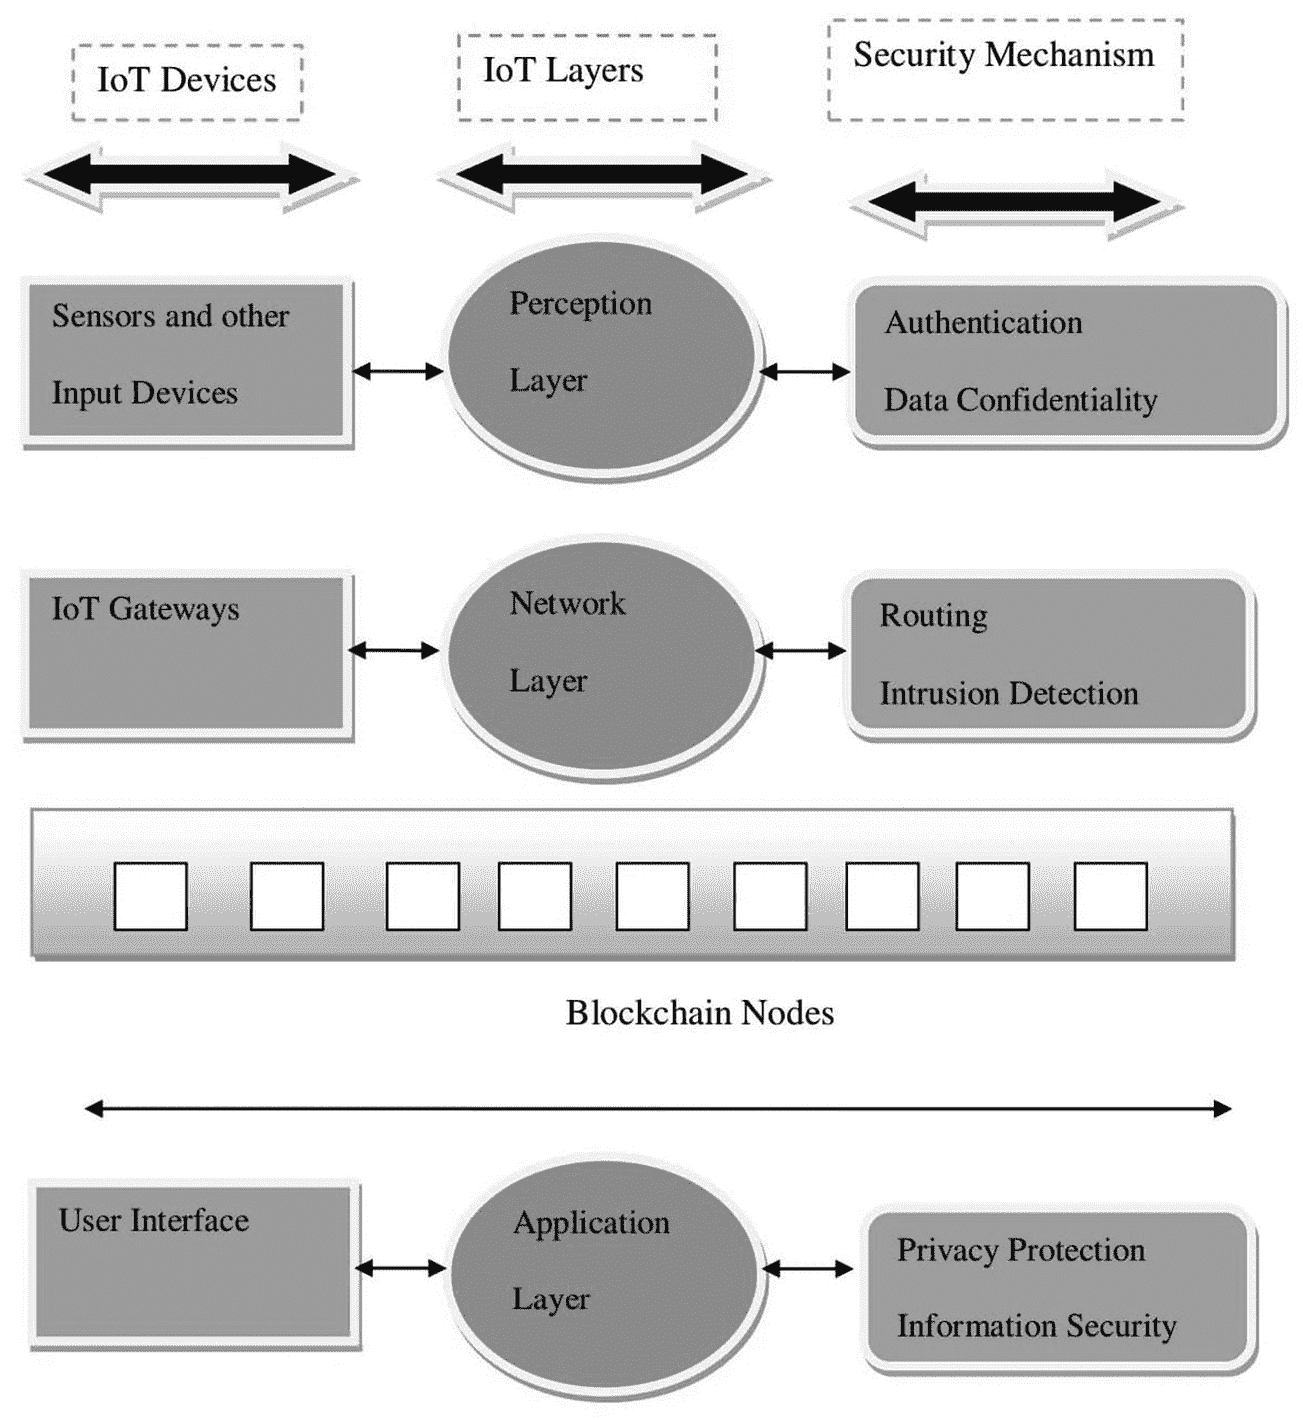 IoT Devices
IoT Layers
Security Mechanism
Sensors and other
Input Devices
Perception
Layer
Authentication
Data Confidentiality
IoT Gateways
Network
Layer
Routing
Intrusion Detection
Blockchain Nodes
User Interface
Application
Layer
Privacy Protection
Information Security